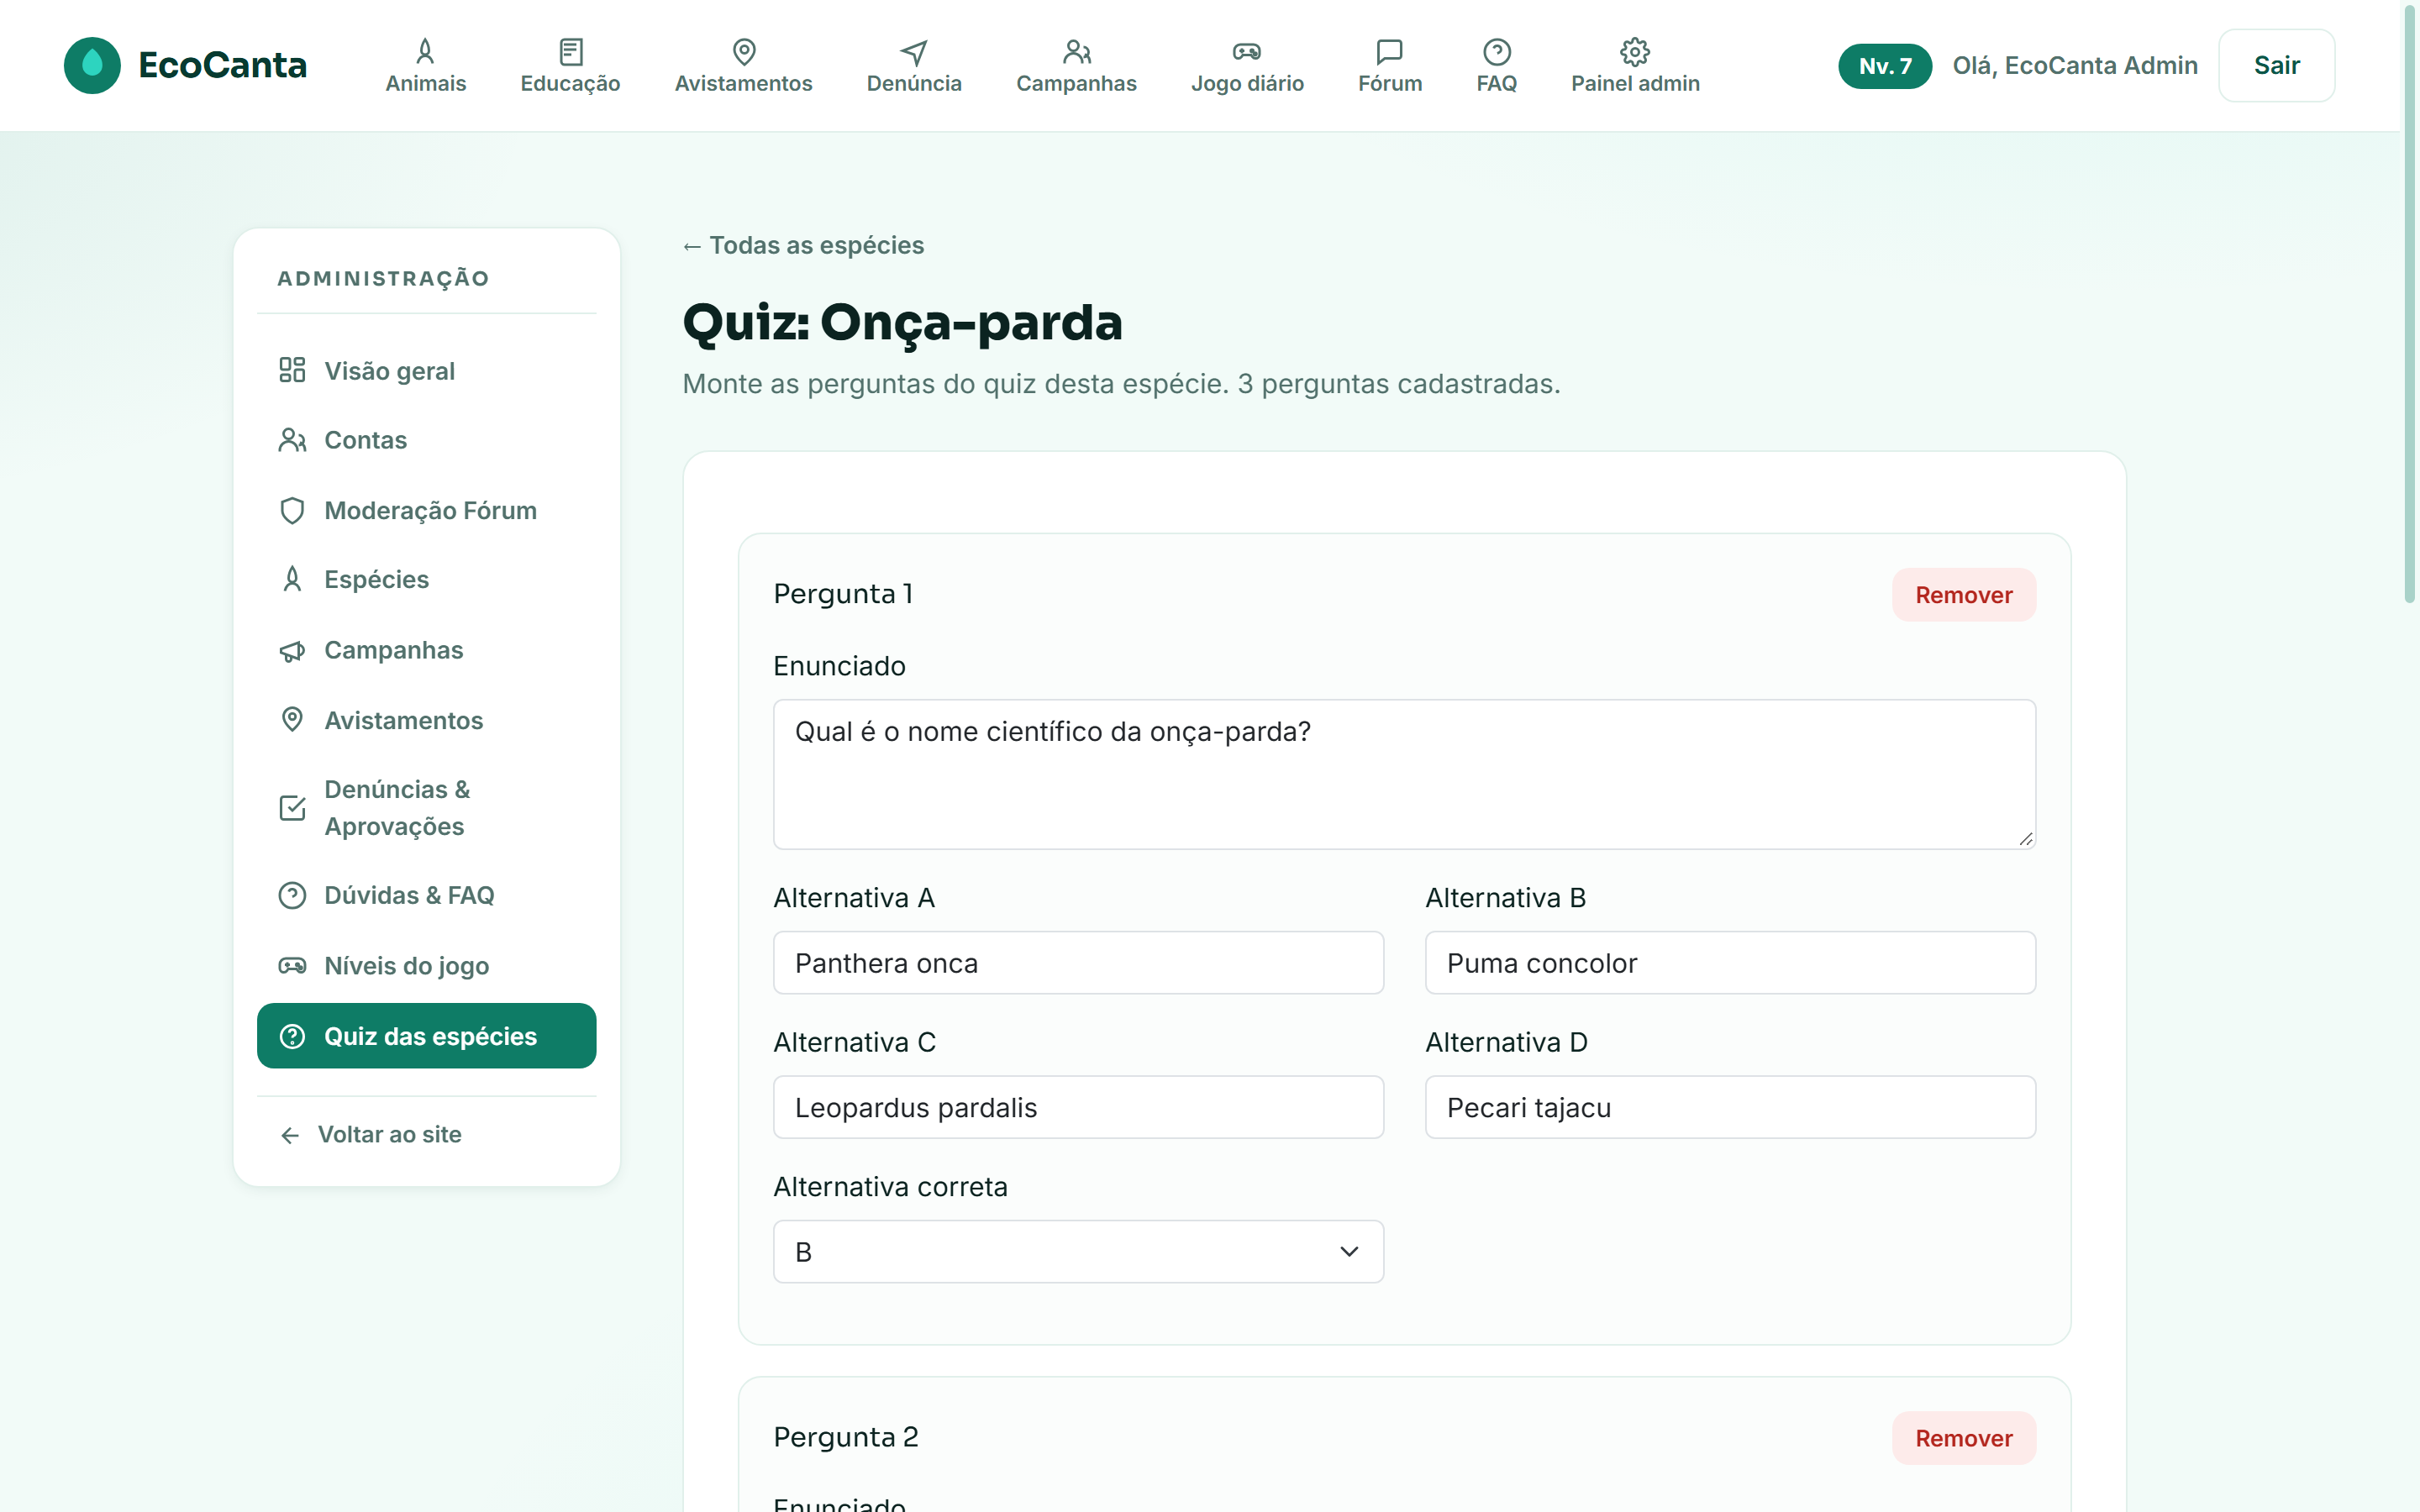 EcoCanta
Animais
Educação
Avistamentos
Denúncia
Campanhas
Jogo diário
Fórum
FAQ
Painel admin
Nv. 7
Olá, EcoCanta Admin
Sair
ADMINISTRAÇÃO
Visão geral
Contas
Moderação Fórum
Espécies
Campanhas
Avistamentos
Denúncias &
Aprovações
Dúvidas & FAQ
Níveis do jogo
Quiz das espécies
← Voltar ao site
← Todas as espécies
Quiz: Onça-parda
Monte as perguntas do quiz desta espécie. 3 perguntas cadastradas.
Pergunta 1
Remover
Enunciado
Qual é o nome científico da onça-parda?
Alternativa A
Alternativa B
Panthera onca
Puma concolor
Alternativa C
Alternativa D
Leopardus pardalis
Pecari tajacu
Alternativa correta
B
Pergunta 2
Remover
Enunciado